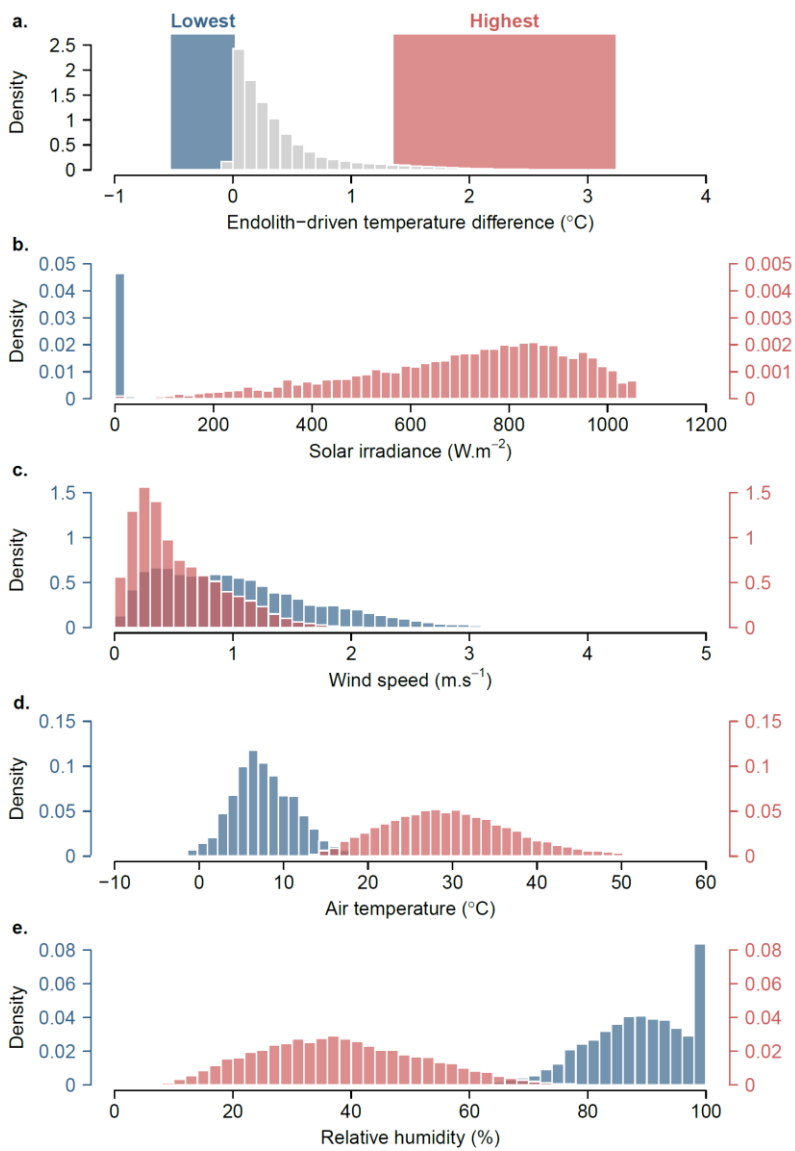 a.
Lowest
Highest
Density
2.5
2
1.5
1
0.5
0
−1 0 1 2 3 4
Endolith−driven temperature difference (°C)
b.
Density
0.05 0.005
0.04 0.004
0.03 0.003
0.02 0.002
0.01 0.001
0 0
0 200 400 600 800 1000 1200
Solar irradiance (W.m⁻²)
c.
Density
1.5 1.5
1 1
0.5 0.5
0 0
0 1 2 3 4 5
Wind speed (m.s⁻¹)
d.
Density
0.15 0.15
0.1 0.1
0.05 0.05
0 0
−10 0 10 20 30 40 50 60
Air temperature (°C)
e.
Density
0.08 0.08
0.06 0.06
0.04 0.04
0.02 0.02
0 0
0 20 40 60 80 100
Relative humidity (%)